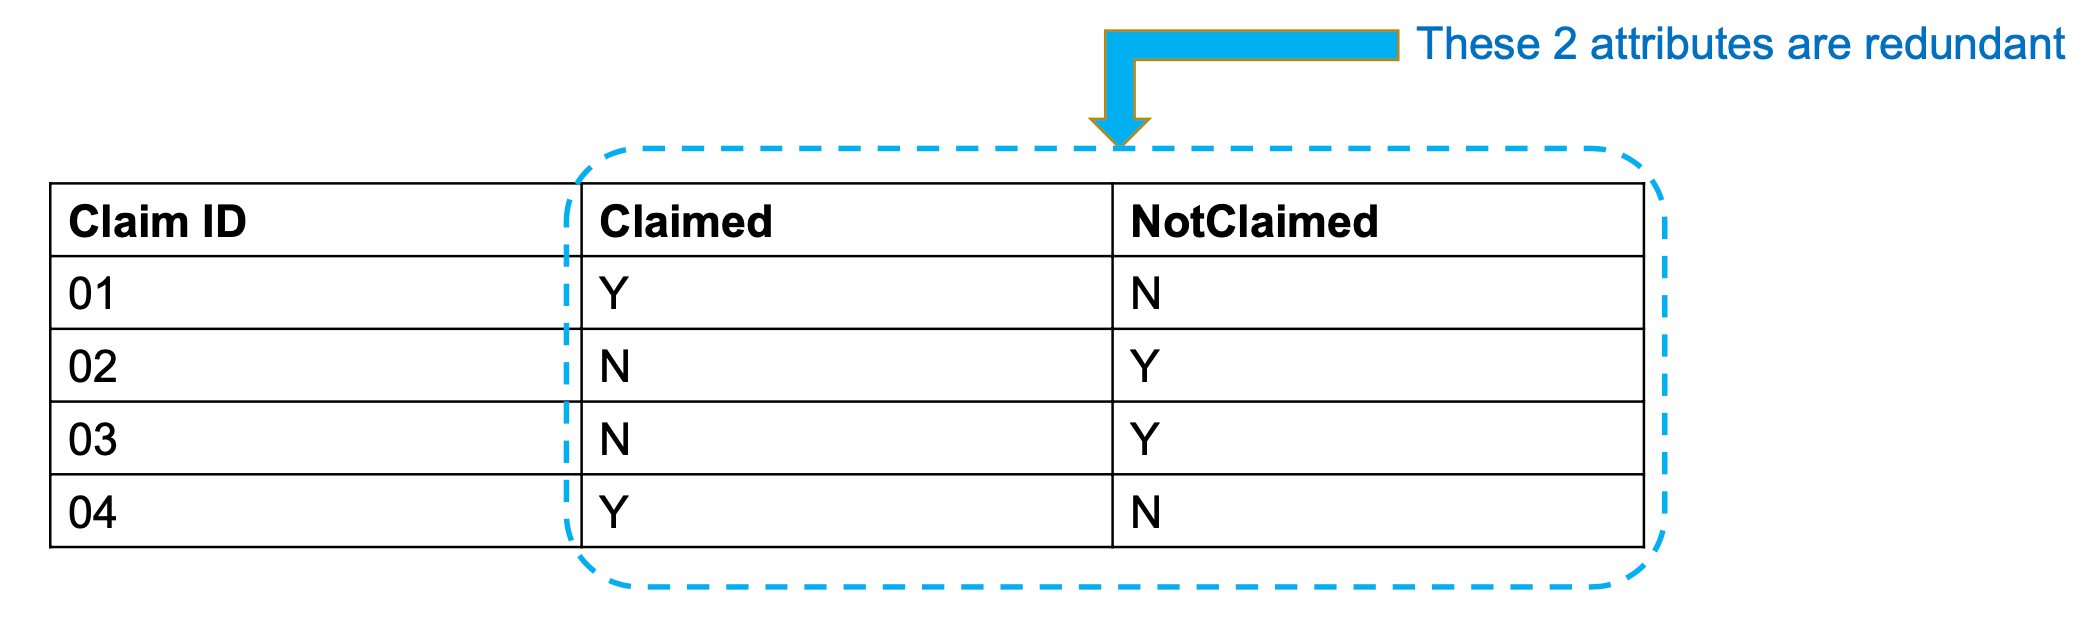 These 2 attributes are redundant
Claim ID Claimed NotClaimed
01 Y N
02 N Y
03 N Y
04 Y N